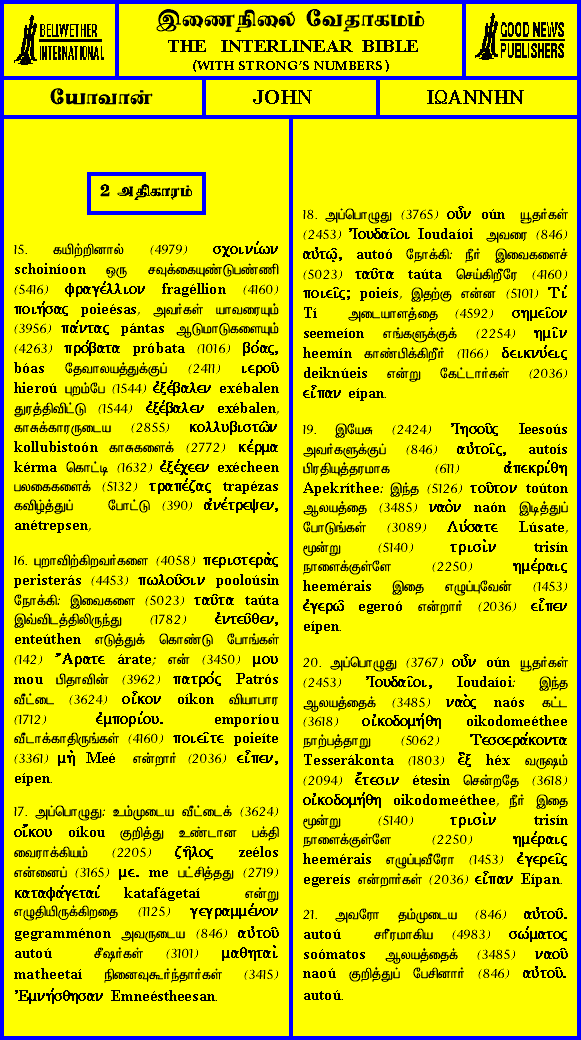 BELLWETHER
INTERNATIONAL
இணைநிலை வேதாகமம்
THE INTERLINEAR BIBLE
(WITH STRONG'S NUMBERS)
GOOD NEWS
PUBLISHERS
யோவான்
JOHN
ΙΩΑΝΝΗΝ
2 அதிகாரம்
15. கயிற்றினால் (4979) σχοινίων
schoiníoon ஒரு சவுக்கையுண்டுபண்ணி
(5416) φραγέλλιον fragéllion (4160)
ποιήσας poieésas, அவர்கள் யாவரையும்
(3956) πάντας pántas ஆடுமாடுகளையும்
(4263) πρόβατα próbata (1016) βόας,
bóas தேவாலயத்துக்குப் (2411) ιεροῦ
hieroú புறம்பே (1544) ἐξέβαλεν exébalen
துரத்திவிட்டு (1544) ἐξέβαλεν exébalen,
காசுக்காரருடைய (2855) κολλυβιστῶν
kollubistoón காசுகளைக் (2772) κέρμα
kérma கொட்டி (1632) ἐξέχεεν exécheen
பலகைகளைக் (5132) τραπέζας trapézas
கவிழ்த்துப் போட்டு (390) ἀνέτρεψεν,
anétrepsen,
16. புறாவிற்கிறவர்களை (4058) περιστερὰς
peristerás (4453) πωλοῦσιν pooloúsin
நோக்கி: இவைகளை (5023) ταῦτα taúta
இவ்விடத்திலிருந்து (1782) ἐντεῦθεν,
enteúthen எடுத்துக் கொண்டு போங்கள்
(142) Ἄρατε árate; என் (3450) μου
mou பிதாவின் (3962) πατρός Patrós
வீட்டை (3624) οἶκον oíkon வியாபார
(1712) ἐμπορίου. emporíou
வீடாக்காதிருங்கள் (4160) ποιεῖτε poieíte
(3361) μὴ Meé என்றார் (2036) εἶπεν,
eípen.
17. அப்பொழுது: உம்முடைய வீட்டைக் (3624)
οἴκου oíkou குறித்து உண்டான பக்தி
வைராக்கியம் (2205) ζῆλος zeélos
என்னைப் (3165) με. me பட்சித்தது (2719)
καταφάγεταί katafágetaí என்று
எழுதியிருக்கிறதை (1125) γεγραμμένον
gegramménon அவருடைய (846) αὐτοῦ
autoú சீஷர்கள் (3101) μαθηταὶ
matheetaí நினைவுகூர்ந்தார்கள் (3415)
Ἐμνήσθησαν Emneéstheesan.
18. அப்பொழுது (3765) οὖν oún யூதர்கள்
(2453) Ἰουδαῖοι Ioudaíoi அவரை (846)
αὐτῷ, autoó நோக்கி: நீர் இவைகளைச்
(5023) ταῦτα taúta செய்கிறீரே (4160)
ποιεῖς; poieís, இதற்கு என்ன (5101) Τί
Tí அடையாளத்தை (4592) σημεῖον
seemeíon எங்களுக்குக் (2254) ημῖν
heemín காண்பிக்கிறீர் (1166) δεικνύεις
deiknúeis என்று கேட்டார்கள் (2036)
εἶπαν eípan.
19. இயேசு (2424) Ἰησοῦς Ieesoús
அவர்களுக்குப் (846) αὐτοῖς, autoís
பிரதியுத்தரமாக (611) ἀπεκρίθη
Apekríthee: இந்த (5126) τοῦτον toúton
ஆலயத்தை (3485) ναὸν naón இடித்துப்
போடுங்கள் (3089) Λύσατε Lúsate,
மூன்று (5140) τρισὶν trisín
நாளைக்குள்ளே (2250) ημέραις
heemérais இதை எழுப்புவேன் (1453)
ἐγερῶ egeroó என்றார் (2036) εἶπεν
eípen.
20. அப்பொழுது (3767) οὖν oún யூதர்கள்
(2453) Ἰουδαῖοι, Ioudaíoi: இந்த
ஆலயத்தைக் (3485) ναὸς naós கட்ட
(3618) οἰκοδομήθη oikodomeéthee
நாற்பத்தாறு (5062) Τεσσεράκοντα
Tesserákonta (1803) ἓξ héx வருஷம்
(2094) ἔτεσιν étesin சென்றதே (3618)
οἰκοδομήθη oikodomeéthee, நீர் இதை
மூன்று (5140) τρισὶν trisín
நாளைக்குள்ளே (2250) ημέραις
heemérais எழுப்புவீரோ (1453) ἐγερεῖς
egereís என்றார்கள் (2036) εἶπαν Eípan.
21. அவரோ தம்முடைய (846) αὐτοῦ.
autoú சரீரமாகிய (4983) σώματος
soómatos ஆலயத்தைக் (3485) ναοῦ
naoú குறித்துப் பேசினார் (846) αὐτοῦ.
autoú.